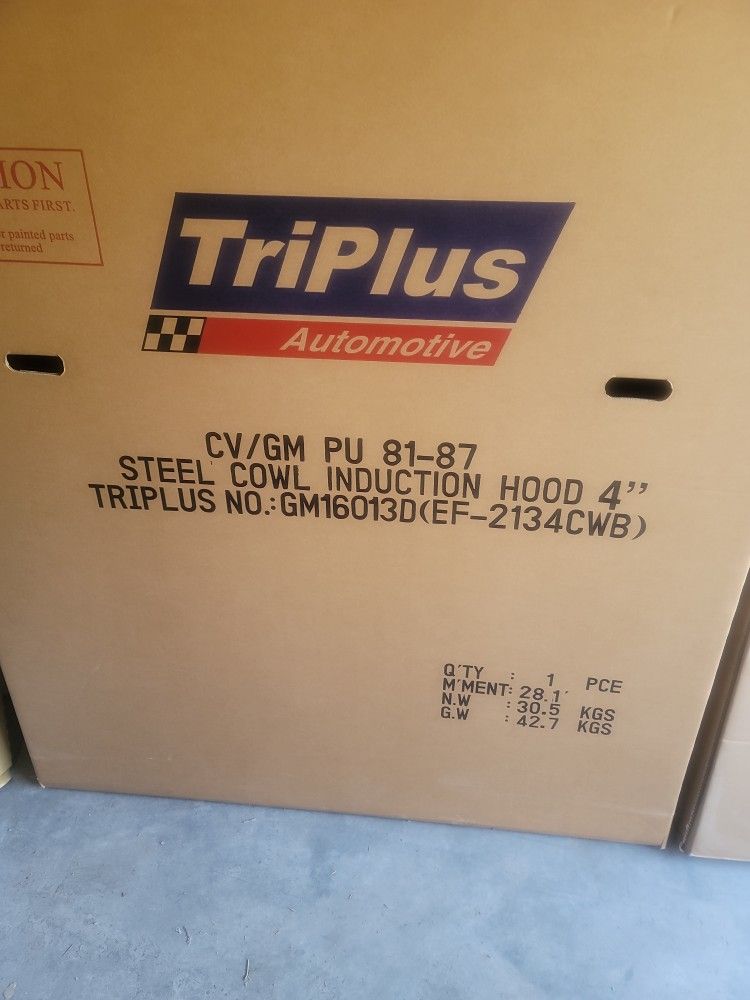 ION
ARTS FIRST.
r painted parts
returned
TriPlus
Automotive
CV/GM PU 81-87
STEEL COWL INDUCTION HOOD 4"
TRIPLUS NO.:GM16013D(EF-2134CWB)
Q'TY : 1 PCE
M'MENT: 28.1'
N.W : 30.5 KGS
G.W : 42.7 KGS